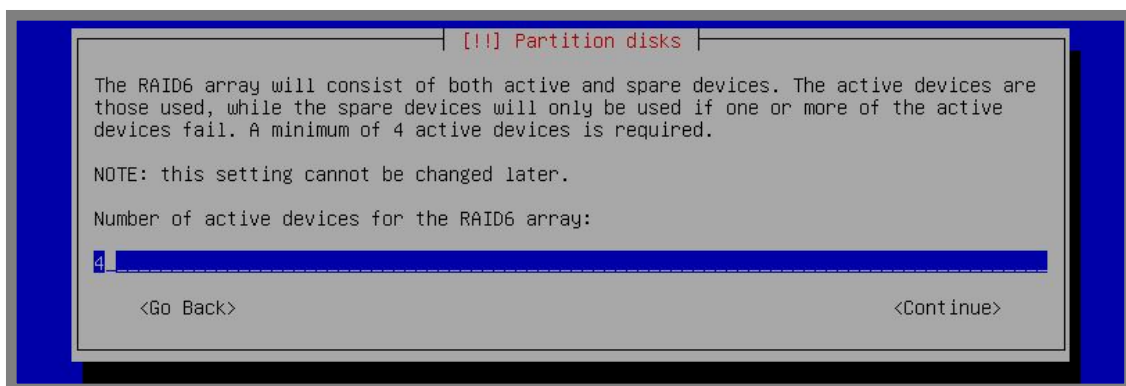 [!!] Partition disks
The RAID6 array will consist of both active and spare devices. The active devices are
those used, while the spare devices will only be used if one or more of the active
devices fail. A minimum of 4 active devices is required.
NOTE: this setting cannot be changed later.
Number of active devices for the RAID6 array:
4
<Go Back> <Continue>